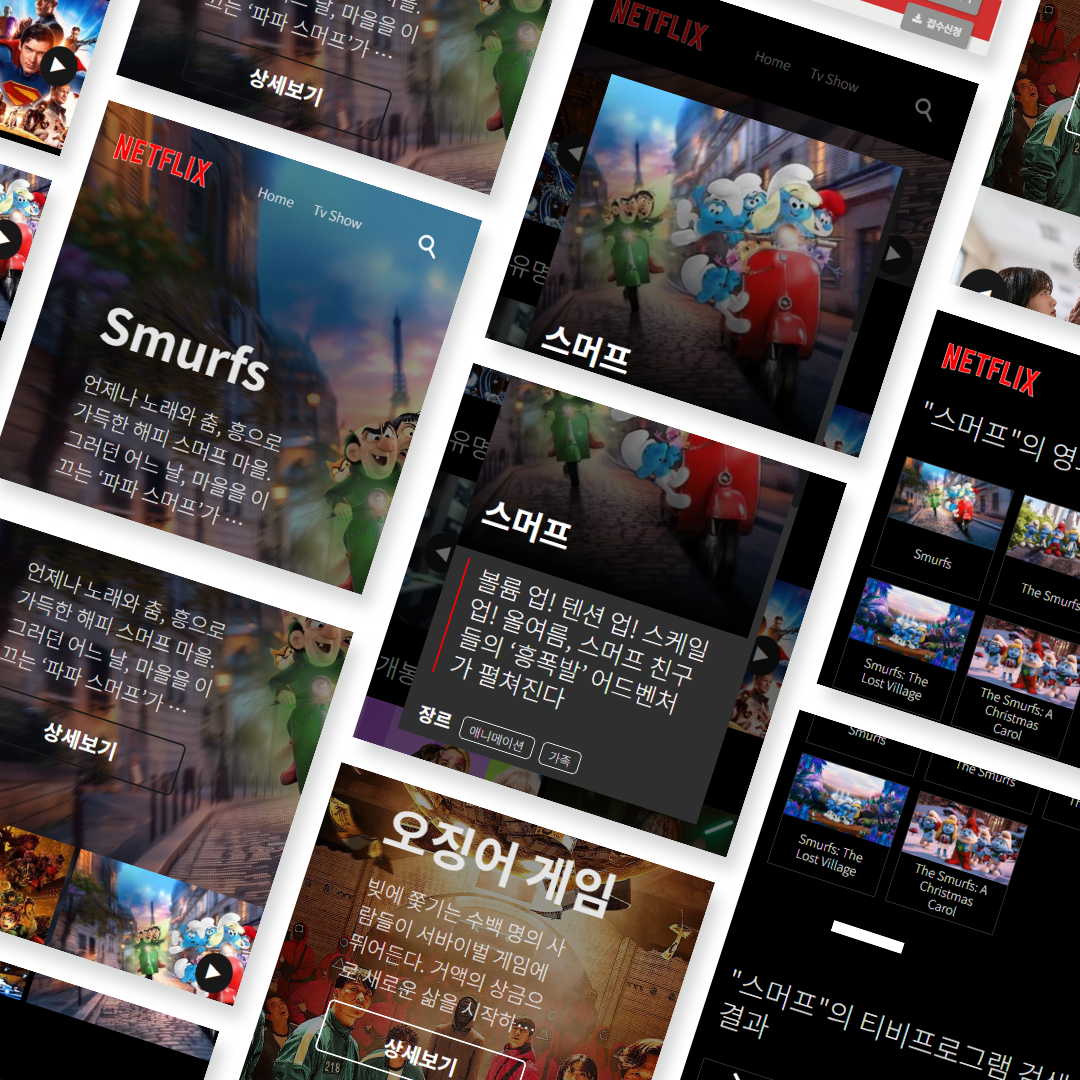 끄는 ‘파파 스머프’가 …
상세보기
NETFLIX
Home Tv Show
Smurfs
언제나 노래와 춤, 흥으로
가득한 해피 스머프 마을.
그러던 어느 날, 마을을 이
끄는 ‘파파 스머프’가 …
언제나 노래와 춤, 흥으로
가득한 해피 스머프 마을.
그러던 어느 날, 마을을 이
끄는 ‘파파 스머프’가 …
상세보기
접수신청
NETFLIX
Home Tv Show
유명
스머프
유명
스머프
볼륨 업! 텐션 업! 스케일
업! 올여름, 스머프 친구
들의 ‘흥폭발’ 어드벤처
가 펼쳐진다
개봉
장르 애니메이션 가족
오징어 게임
빚에 쫓기는 수백 명의 사
람들이 서바이벌 게임에
뛰어든다. 거액의 상금으
로 새로운 삶을 시작하…
218
상세보기
NETFLIX
"스머프"의 영
Smurfs
The Smurfs
Smurfs: The
Lost Village
The Smurfs: A
Christmas
Carol
Smurfs
The Smurfs
Smurfs: The
Lost Village
The Smurfs: A
Christmas
Carol
"스머프"의 티비프로그램 검색
결과